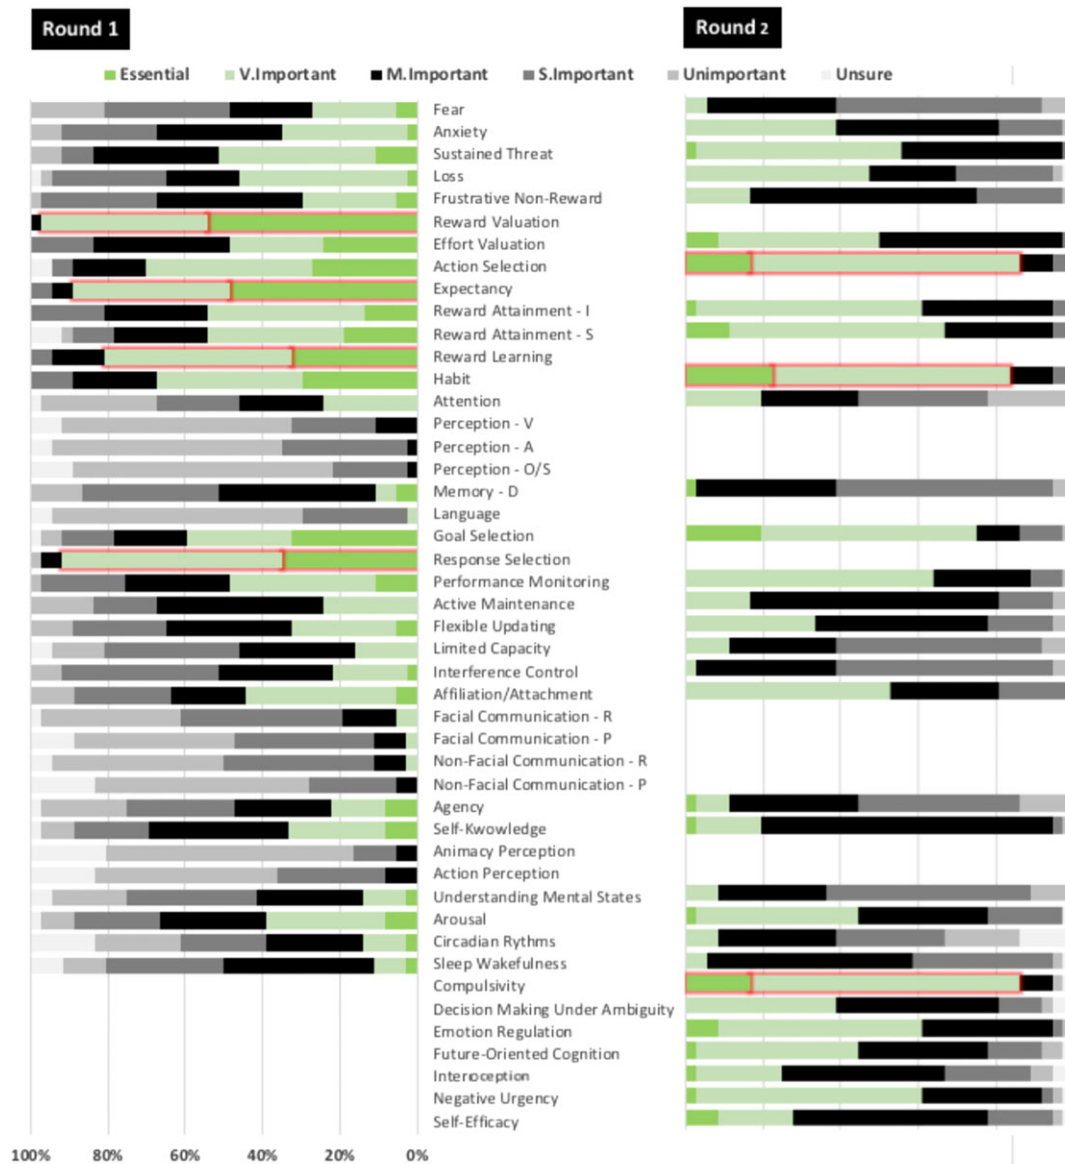 Round 1
Round 2
Essential V.Important M.Important S.Important Unimportant Unsure
Fear
Anxiety
Sustained Threat
Loss
Frustrative Non-Reward
Reward Valuation
Effort Valuation
Action Selection
Expectancy
Reward Attainment - I
Reward Attainment - S
Reward Learning
Habit
Attention
Perception - V
Perception - A
Perception - O/S
Memory - D
Language
Goal Selection
Response Selection
Performance Monitoring
Active Maintenance
Flexible Updating
Limited Capacity
Interference Control
Affiliation/Attachment
Facial Communication - R
Facial Communication - P
Non-Facial Communication - R
Non-Facial Communication - P
Agency
Self-Kwowledge
Animacy Perception
Action Perception
Understanding Mental States
Arousal
Circadian Rythms
Sleep Wakefulness
Compulsivity
Decision Making Under Ambiguity
Emotion Regulation
Future-Oriented Cognition
Interoception
Negative Urgency
Self-Efficacy
100% 80% 60% 40% 20% 0%